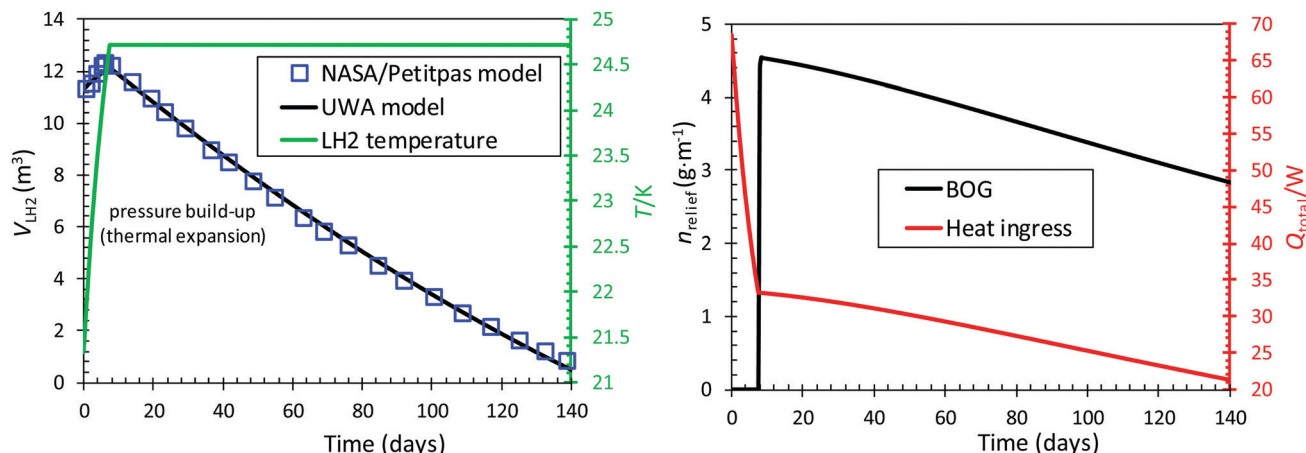 14
12
10
8
6
4
2
0
V_LH2 (m³)
NASA/Petitpas model
UWA model
LH2 temperature
pressure build-up
(thermal expansion)
25
24.5
24
23.5
23
22.5
22
21.5
21
T/K
0 20 40 60 80 100 120 140
Time (days)
5
4
3
2
1
0
n_relief (g·m⁻¹)
BOG
Heat ingress
70
65
60
55
50
45
40
35
30
25
20
Q_total/W
0 20 40 60 80 100 120 140
Time (days)